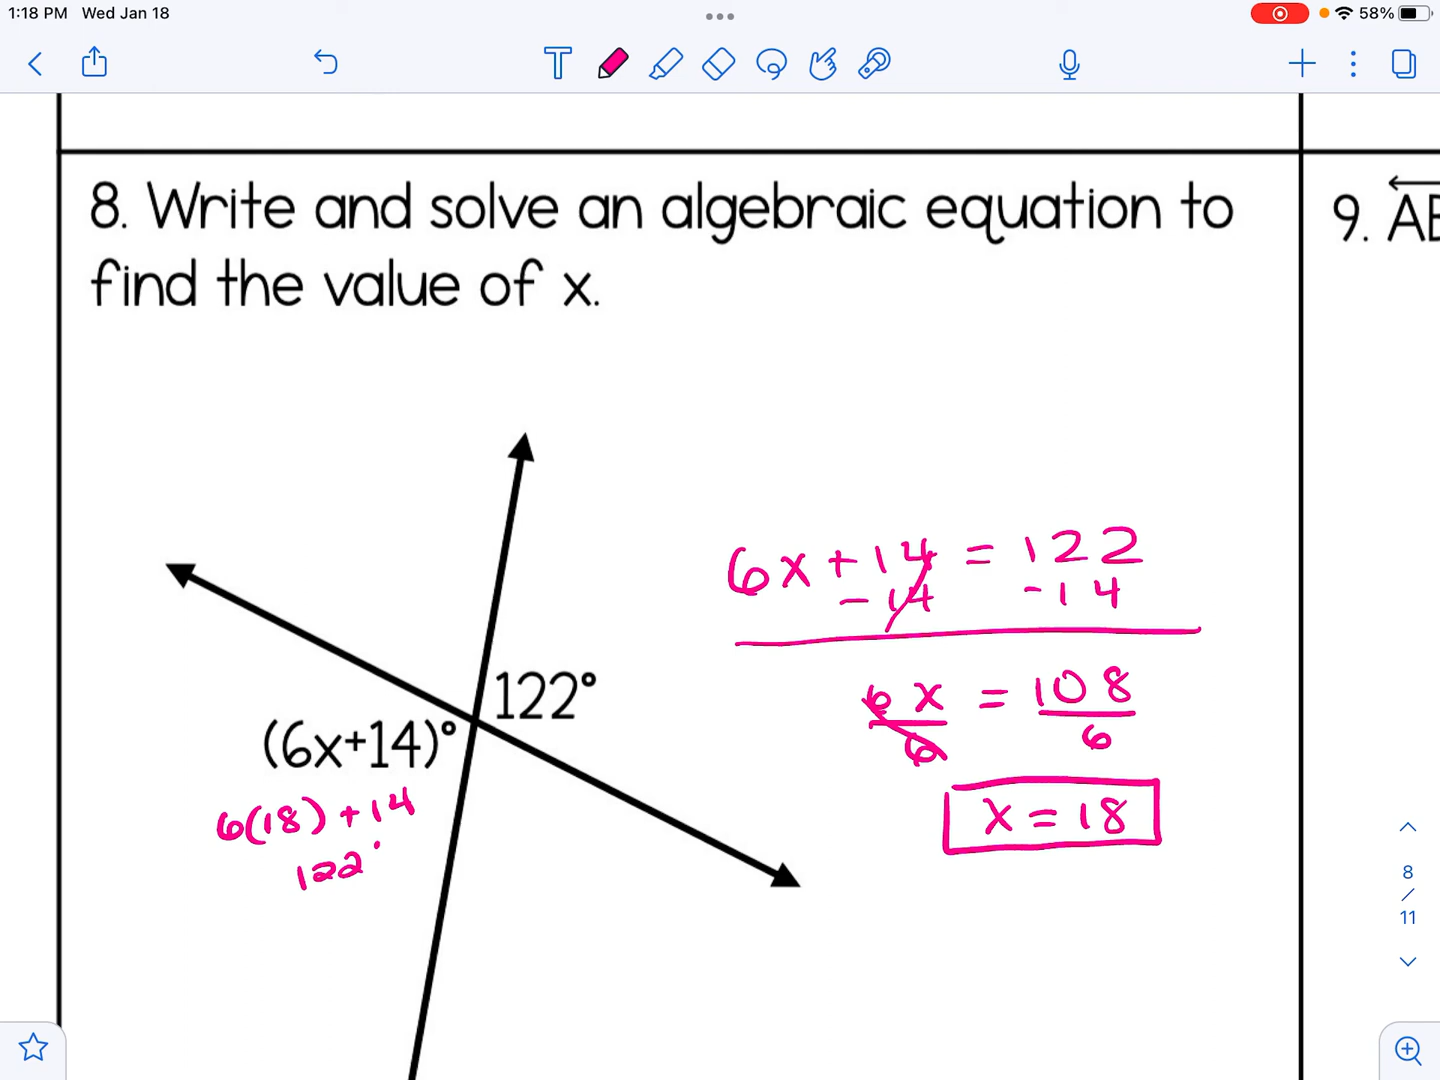 1:18 PM Wed Jan 18
58%
8. Write and solve an algebraic equation to
find the value of x.
9. AB
122°
(6x+14)°
6(18) + 14
122°
6x + 14 = 122
- 14 - 14
6x = 108
6 6
x = 18
8
/
11